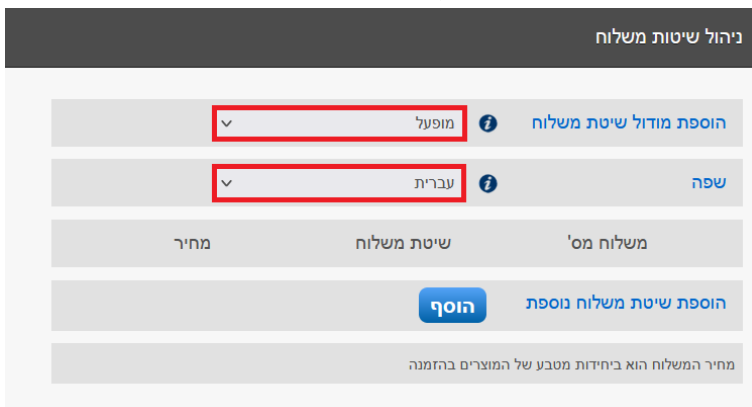 ניהול שיטות משלוח
הוספת מודול שיטת משלוח מופעל
שפה עברית
משלוח מס' שיטת משלוח מחיר
הוספת שיטת משלוח נוספת הוסף
מחיר המשלוח הוא ביחידות מטבע של המוצרים בהזמנה